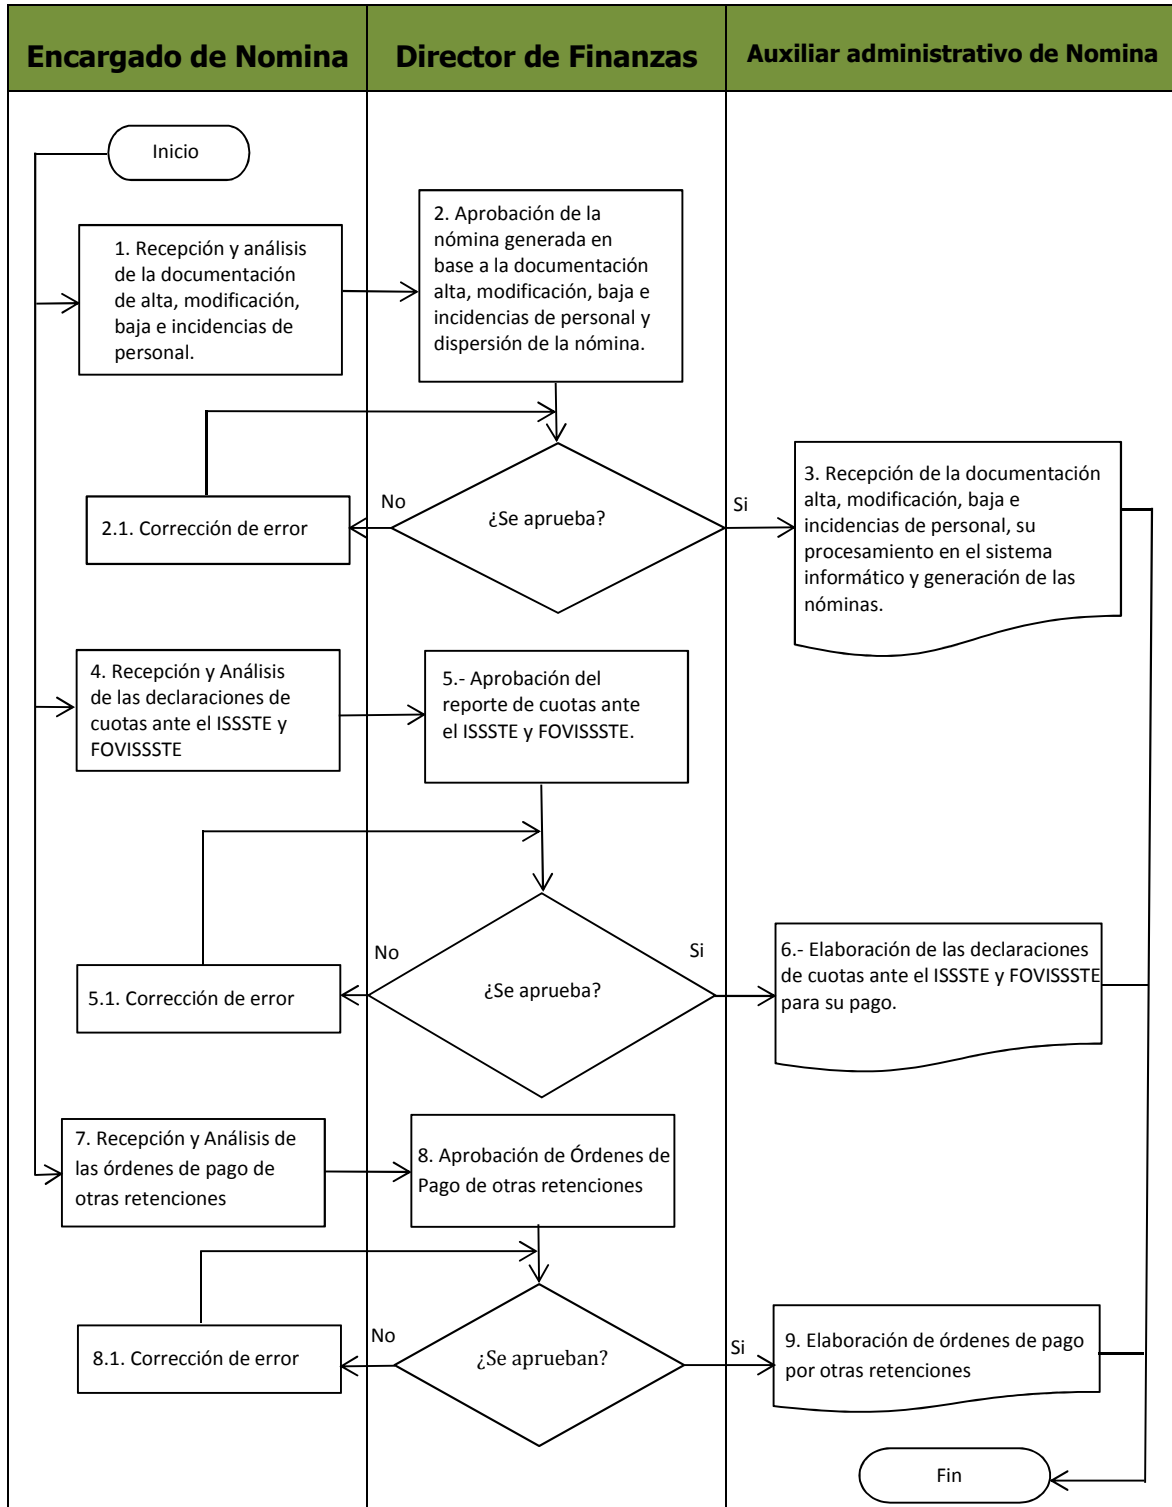 Encargado de Nomina
Director de Finanzas
Auxiliar administrativo de Nomina
Inicio
1. Recepción y análisis
de la documentación
de alta, modificación,
baja e incidencias de
personal.
2. Aprobación de la
nómina generada en
base a la documentación
alta, modificación, baja e
incidencias de personal y
dispersión de la nómina.
¿Se aprueba?
No
Si
2.1. Corrección de error
3. Recepción de la documentación
alta, modificación, baja e
incidencias de personal, su
procesamiento en el sistema
informático y generación de las
nóminas.
4. Recepción y Análisis
de las declaraciones de
cuotas ante el ISSSTE y
FOVISSSTE
5.- Aprobación del
reporte de cuotas ante
el ISSSTE y FOVISSSTE.
¿Se aprueba?
No
Si
5.1. Corrección de error
6.- Elaboración de las declaraciones
de cuotas ante el ISSSTE y FOVISSSTE
para su pago.
7. Recepción y Análisis de
las órdenes de pago de
otras retenciones
8. Aprobación de Órdenes de
Pago de otras retenciones
¿Se aprueban?
No
Si
8.1. Corrección de error
9. Elaboración de órdenes de pago
por otras retenciones
Fin